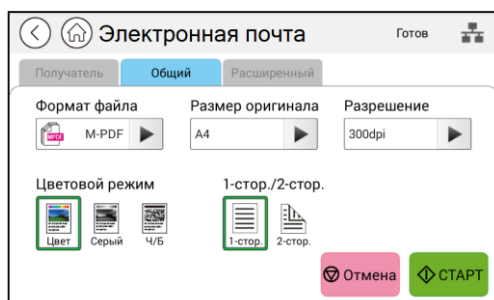 Электронная почта Готов
Получатель Общий Расширенный
Формат файла Размер оригинала Разрешение
M-PDF A4 300dpi
Цветовой режим 1-стор./2-стор.
Цвет Серый Ч/Б 1-стор. 2-стор.
Отмена СТАРТ